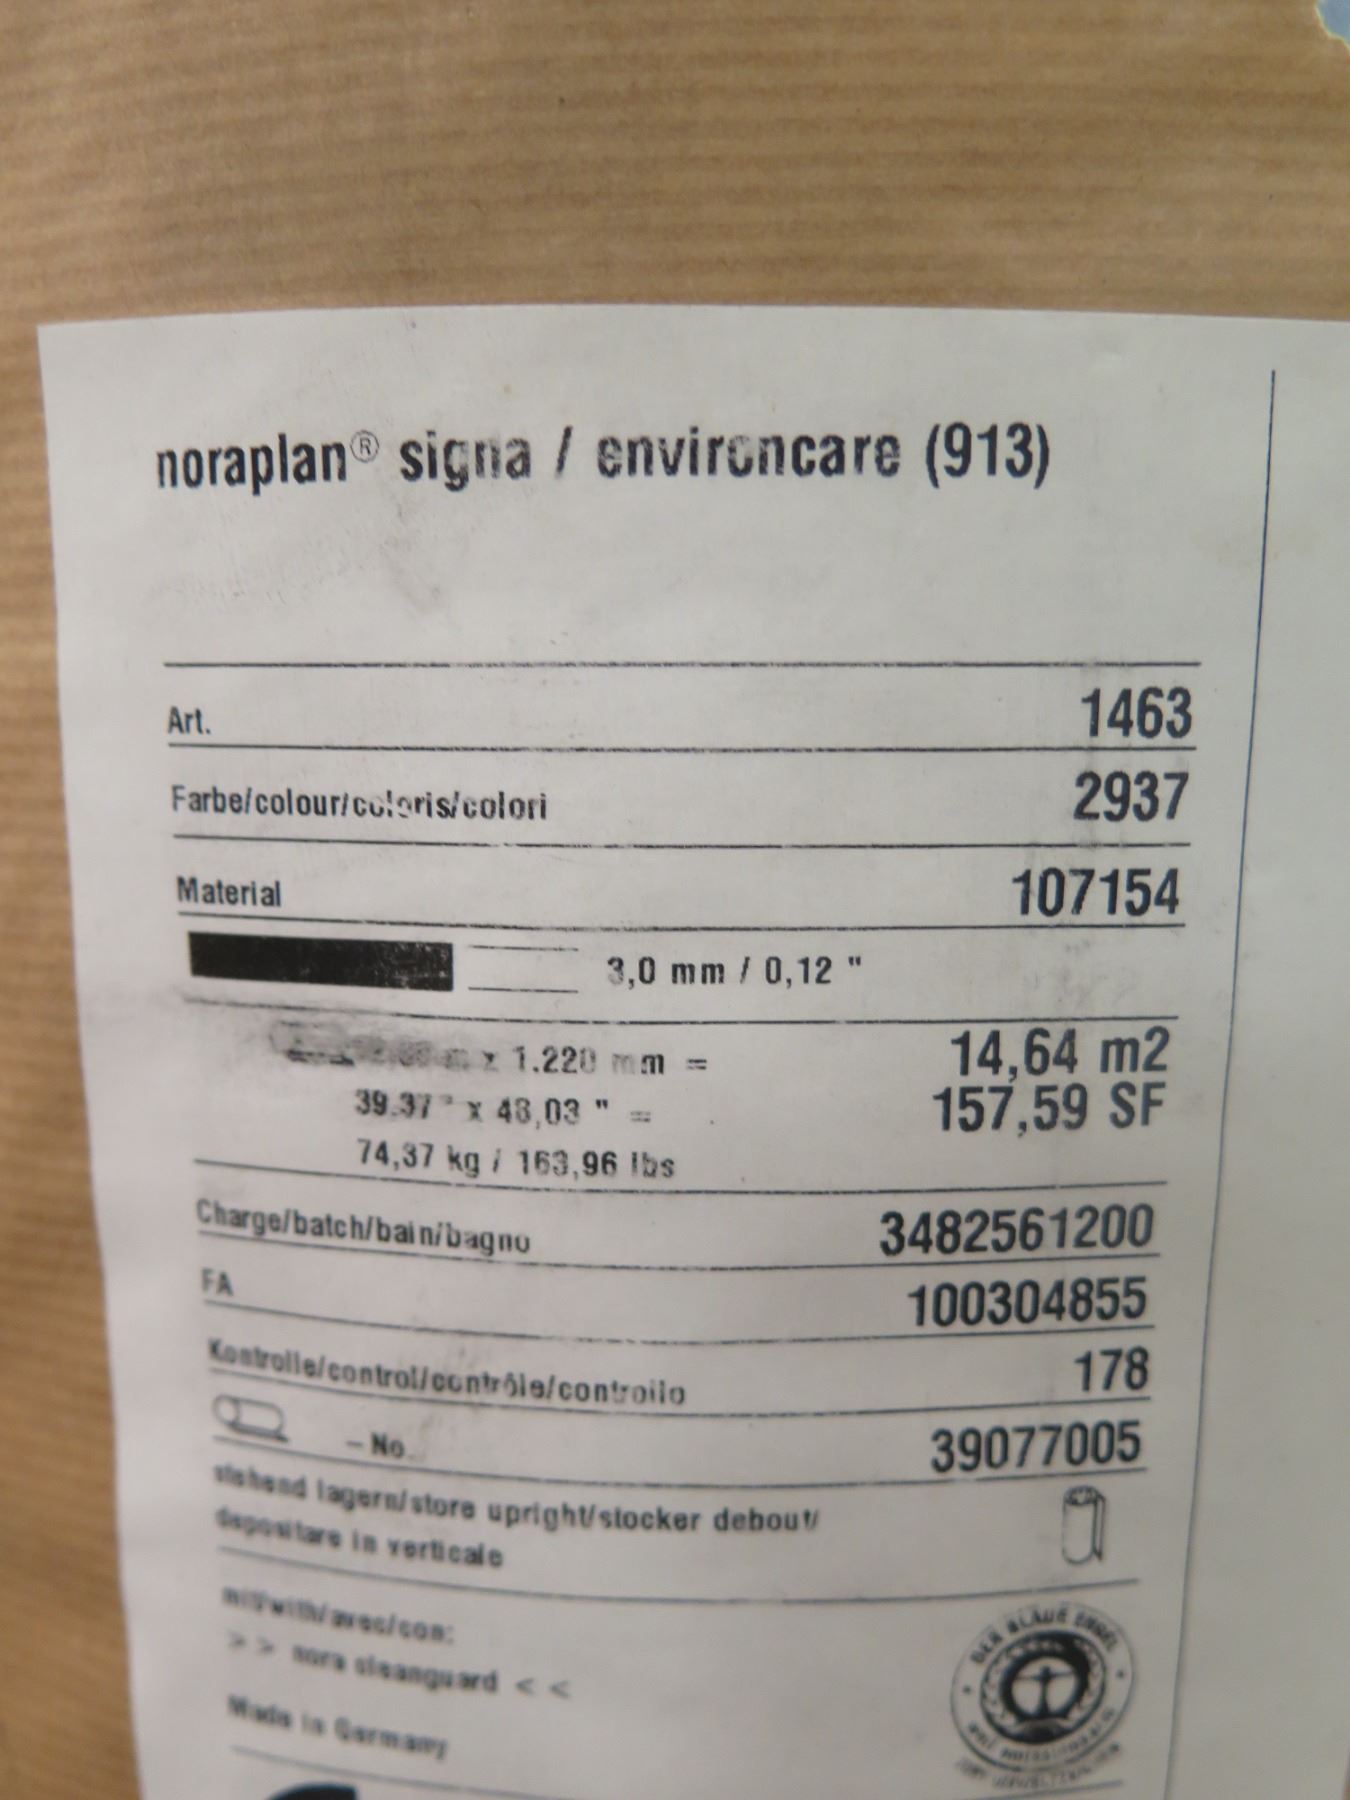 noraplan® signa / environcare (913)
Art. 1463
Farbe/colour/coloris/colori 2937
Material 107154
3,0 mm / 0,12 "
x 1.220 mm = 14,64 m2
39.37 " x 48,03 " = 157,59 SF
74,37 kg / 163,96 lbs
Charge/batch/bain/bagno 3482561200
FA 100304855
Kontrolle/control/contrôle/controllo 178
- No. 39077005
stehend lagern/store upright/stocker debout/
depositare in verticale
mit/with/avec/con:
> > nora cleanguard < <
Made in Germany
DER BLAUE ENGEL